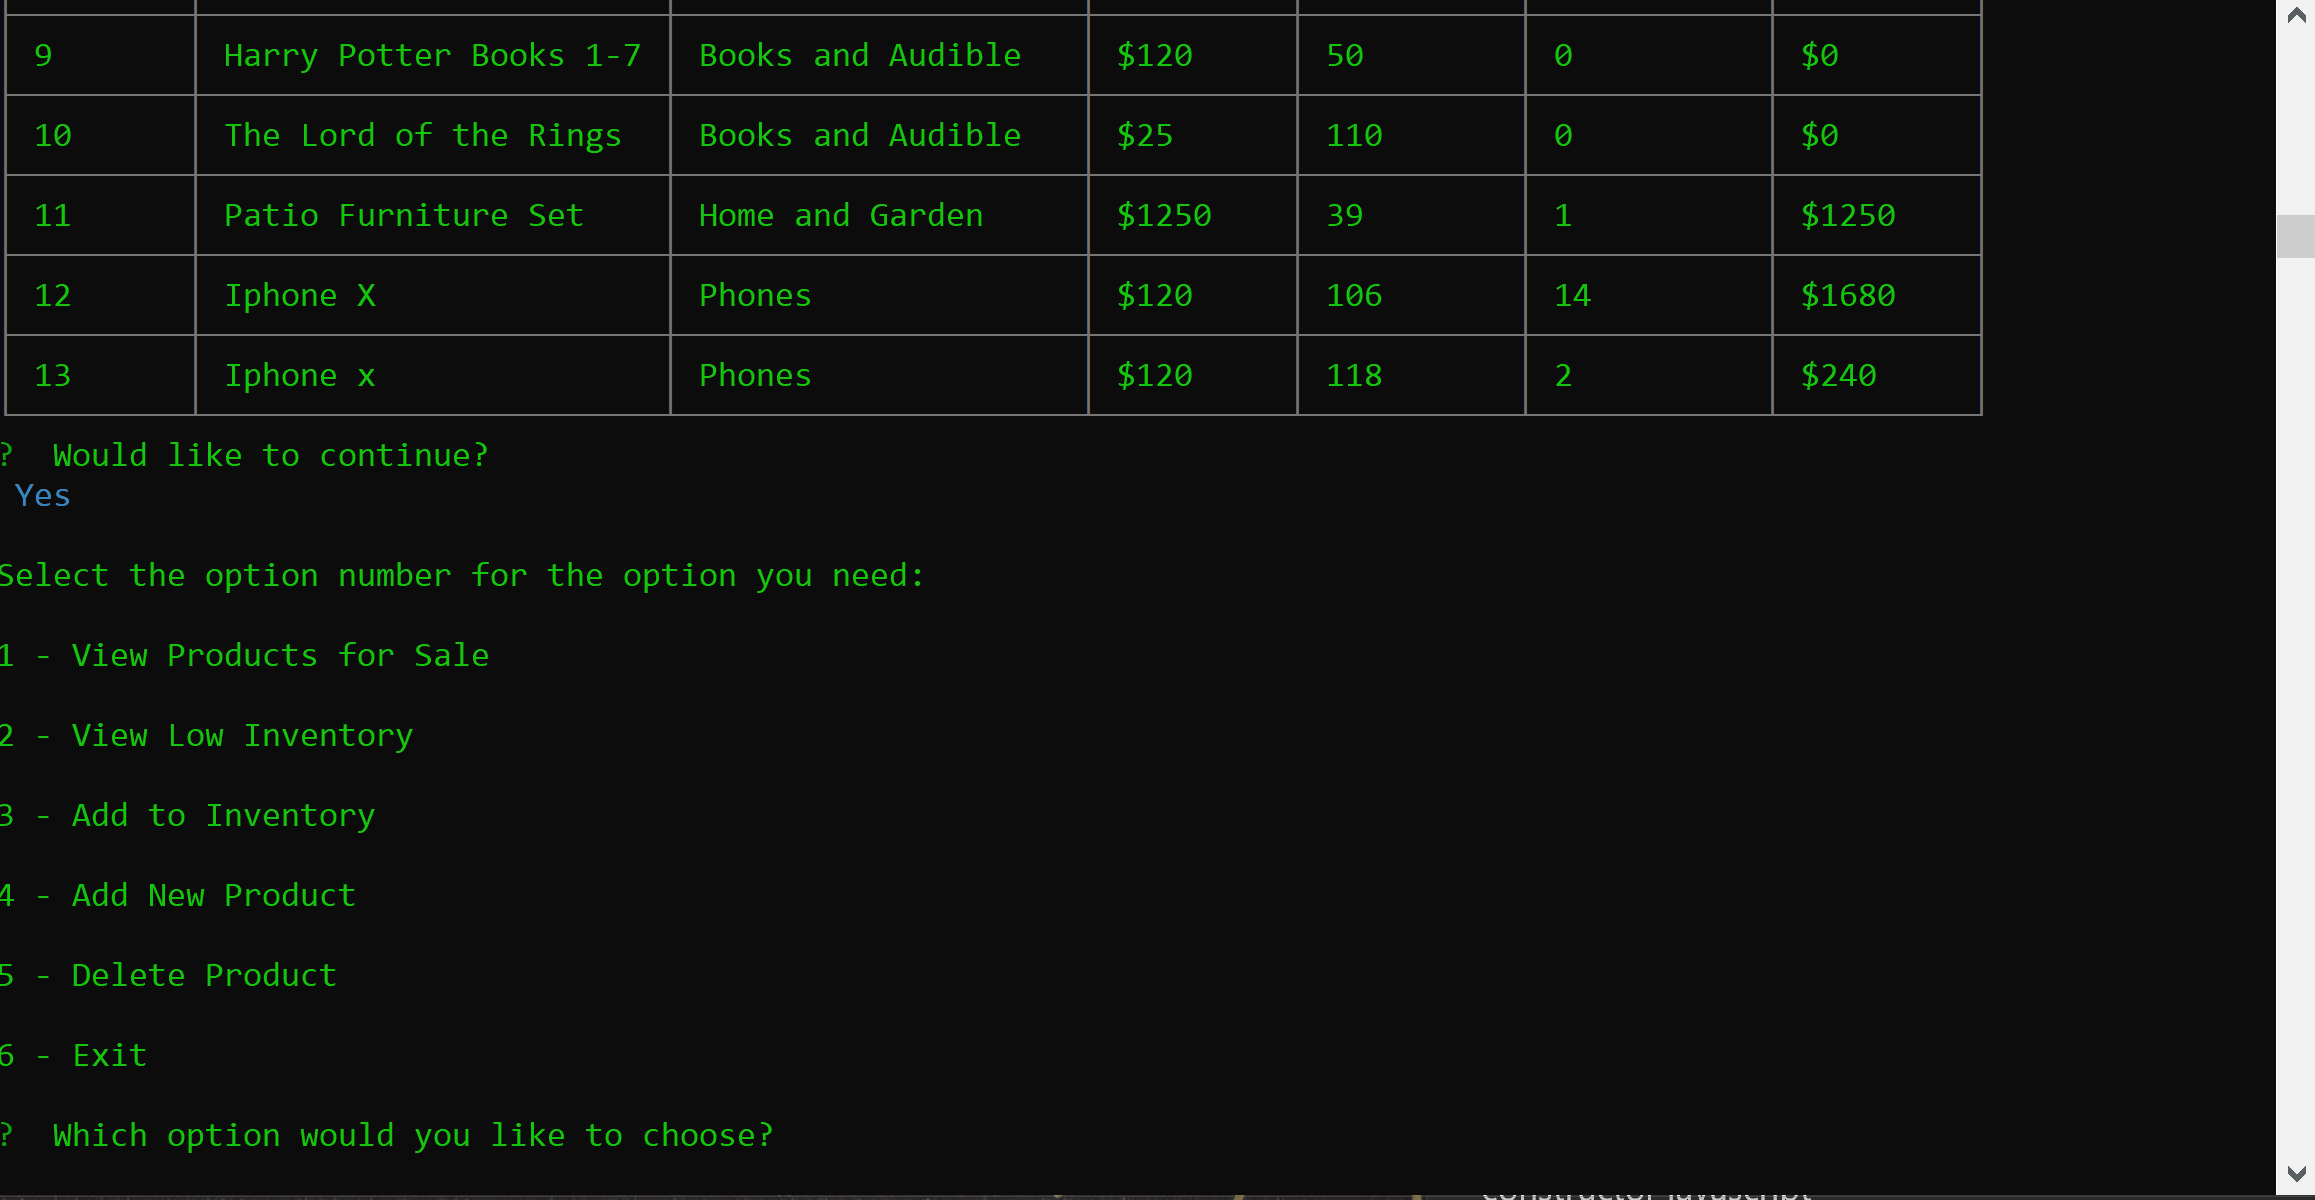 9 Harry Potter Books 1-7 Books and Audible $120 50 0 $0
10 The Lord of the Rings Books and Audible $25 110 0 $0
11 Patio Furniture Set Home and Garden $1250 39 1 $1250
12 Iphone X Phones $120 106 14 $1680
13 Iphone x Phones $120 118 2 $240
? Would like to continue?
Yes
Select the option number for the option you need:
1 - View Products for Sale
2 - View Low Inventory
3 - Add to Inventory
4 - Add New Product
5 - Delete Product
6 - Exit
? Which option would you like to choose?
constructor javascript